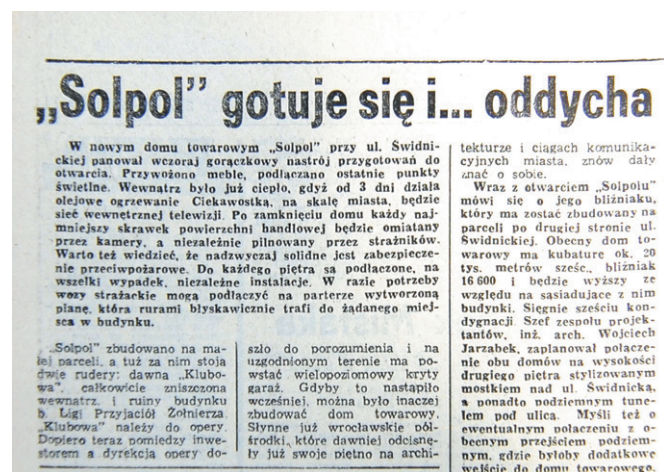 „Solpol” gotuje się i... oddycha
W nowym domu towarowym „Solpol” przy ul. Świdnic-
kiej panował wczoraj gorączkowy nastrój przygotowań do
otwarcia. Przywożono meble, podłączano ostatnie punkty
świetlne. Wewnątrz było już ciepło, gdyż od 3 dni działa
olejowe ogrzewanie Ciekawostką, na skalę miasta, będzie
sieć wewnętrznej telewizji. Po zamknięciu domu każdy naj-
mniejszy skrawek powierzchni handlowej będzie omiatany
przez kamery, a niezależnie pilnowany przez strażników.
Warto też wiedzieć, że nadzwyczaj solidne jest zabezpiecze-
nie przeciwpożarowe. Do każdego piętra są podłączone, na
wszelki wypadek, niezależne instalacje. W razie potrzeby
wozy strażackie mogą podłączyć na parterze wytworzoną
pianę, która rurami błyskawicznie trafi do żądanego miej-
sca w budynku.
„Solpol” zbudowano na ma-
łej parceli, a tuż za nim stoją
dwie rudery: dawna „Klubo-
wa”, całkowicie zniszczona
wewnątrz, i ruiny budynku
b. Ligi Przyjaciół Żołnierza
„Klubowa” należy do opery.
Dopiero teraz pomiędzy inwe-
storem a dyrekcją opery do-
szło do porozumienia i na
uzgodnionym terenie ma po-
wstać wielopoziomowy kryty
garaż. Gdyby to nastąpiło
wcześniej, można było inaczej
zbudować dom towarowy.
Słynne już wrocławskie pół-
środki, które dawniej odcisnę-
ły już swoje piętno na archi-
tekturze i ciągach komunika-
cyjnych miasta, znów dały
znać o sobie.
Wraz z otwarciem „Solpolu”
mówi się o jego bliźniaku,
który ma zostać zbudowany na
parceli po drugiej stronie ul.
Świdnickiej. Obecny dom to-
warowy ma kubaturę ok. 20
tys. metrów sześc., bliźniak
16 600 i będzie wyższy ze
względu na sąsiadujące z nim
budynki. Sięgnie sześciu kon-
dygnacji. Szef zespołu projek-
tantów, inż. arch. Wojciech
Jarząbek, zaplanował połącze-
nie obu domów na wysokości
drugiego piętra stylizowanym
mostkiem nad ul. Świdnicką,
a ponadto podziemnym tune-
lem pod ulicą. Myśli też o
ewentualnym połączeniu z o-
becnym przejściem podziem-
nym, gdzie byłoby dodatkowe
wejście do domu towarowego.